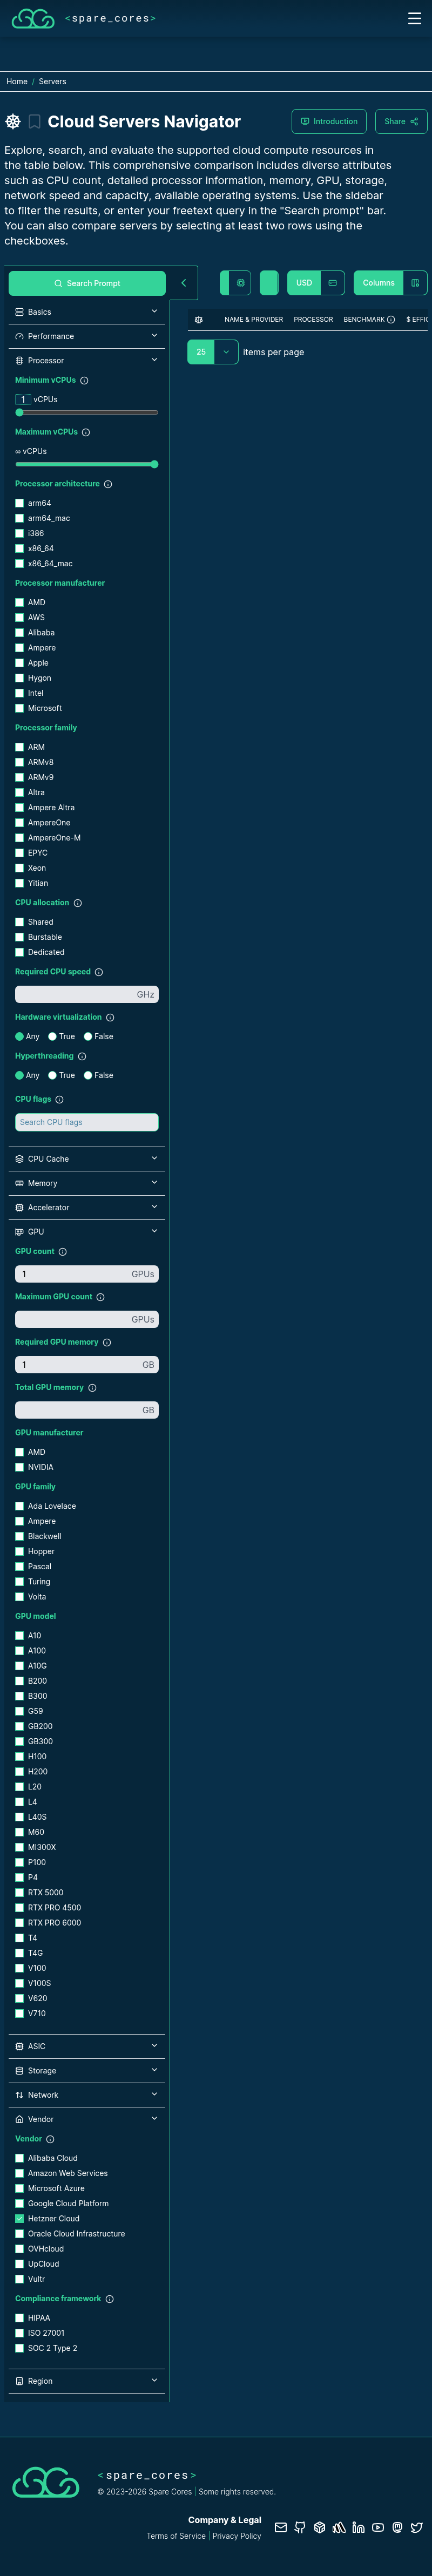 <spare_cores>
Home / Servers
Cloud Servers Navigator
Introduction
Share
Explore, search, and evaluate the supported cloud compute resources in
the table below. This comprehensive comparison includes diverse attributes
such as CPU count, detailed processor information, memory, GPU, storage,
network speed and capacity, available operating systems. Use the sidebar
to filter the results, or enter your freetext query in the "Search prompt" bar.
You can also compare servers by selecting at least two rows using the
checkboxes.
Search Prompt
USD
Columns
Basics
NAME & PROVIDER PROCESSOR BENCHMARK $ EFFIC
Performance
25 items per page
Processor
Minimum vCPUs
1 vCPUs
Maximum vCPUs
∞ vCPUs
Processor architecture
arm64
arm64_mac
i386
x86_64
x86_64_mac
Processor manufacturer
AMD
AWS
Alibaba
Ampere
Apple
Hygon
Intel
Microsoft
Processor family
ARM
ARMv8
ARMv9
Altra
Ampere Altra
AmpereOne
AmpereOne-M
EPYC
Xeon
Yitian
CPU allocation
Shared
Burstable
Dedicated
Required CPU speed
GHz
Hardware virtualization
Any True False
Hyperthreading
Any True False
CPU flags
Search CPU flags
CPU Cache
Memory
Accelerator
GPU
GPU count
1 GPUs
Maximum GPU count
GPUs
Required GPU memory
1 GB
Total GPU memory
GB
GPU manufacturer
AMD
NVIDIA
GPU family
Ada Lovelace
Ampere
Blackwell
Hopper
Pascal
Turing
Volta
GPU model
A10
A100
A10G
B200
B300
G59
GB200
GB300
H100
H200
L20
L4
L40S
M60
MI300X
P100
P4
RTX 5000
RTX PRO 4500
RTX PRO 6000
T4
T4G
V100
V100S
V620
V710
ASIC
Storage
Network
Vendor
Vendor
Alibaba Cloud
Amazon Web Services
Microsoft Azure
Google Cloud Platform
Hetzner Cloud
Oracle Cloud Infrastructure
OVHcloud
UpCloud
Vultr
Compliance framework
HIPAA
ISO 27001
SOC 2 Type 2
Region
<spare_cores>
© 2023-2026 Spare Cores | Some rights reserved.
Company & Legal
Terms of Service | Privacy Policy